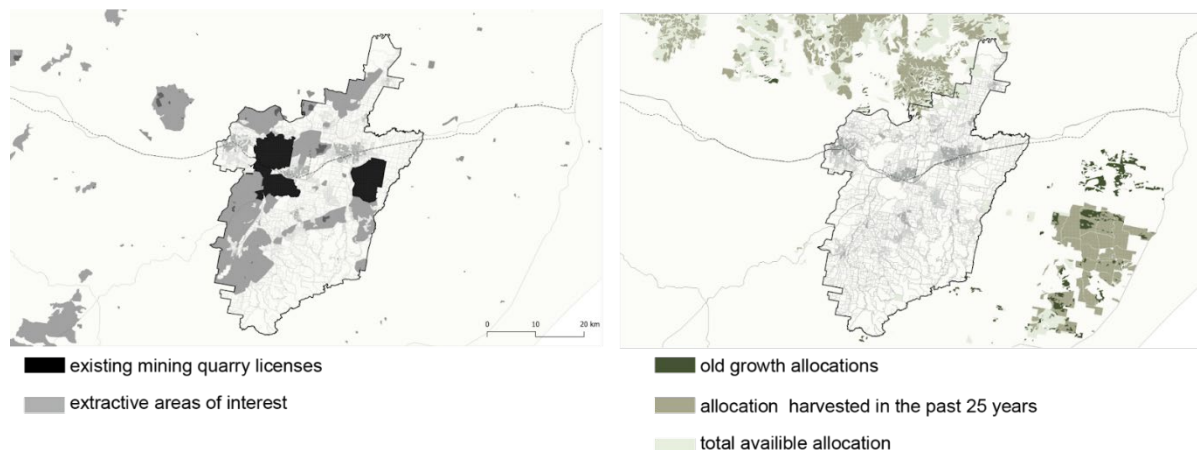 0 10 20 km
existing mining quarry licenses
extractive areas of interest
old growth allocations
allocation harvested in the past 25 years
total availible allocation